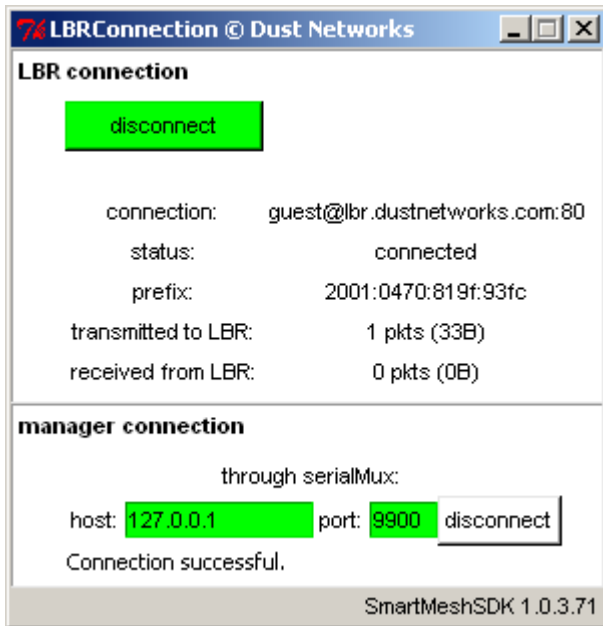 LBRConnection © Dust Networks
LBR connection
disconnect
connection: guest@lbr.dustnetworks.com:80
status: connected
prefix: 2001:0470:819f:93fc
transmitted to LBR: 1 pkts (33B)
received from LBR: 0 pkts (0B)
manager connection
through serialMux:
host: 127.0.0.1 port: 9900 disconnect
Connection successful.
SmartMeshSDK 1.0.3.71